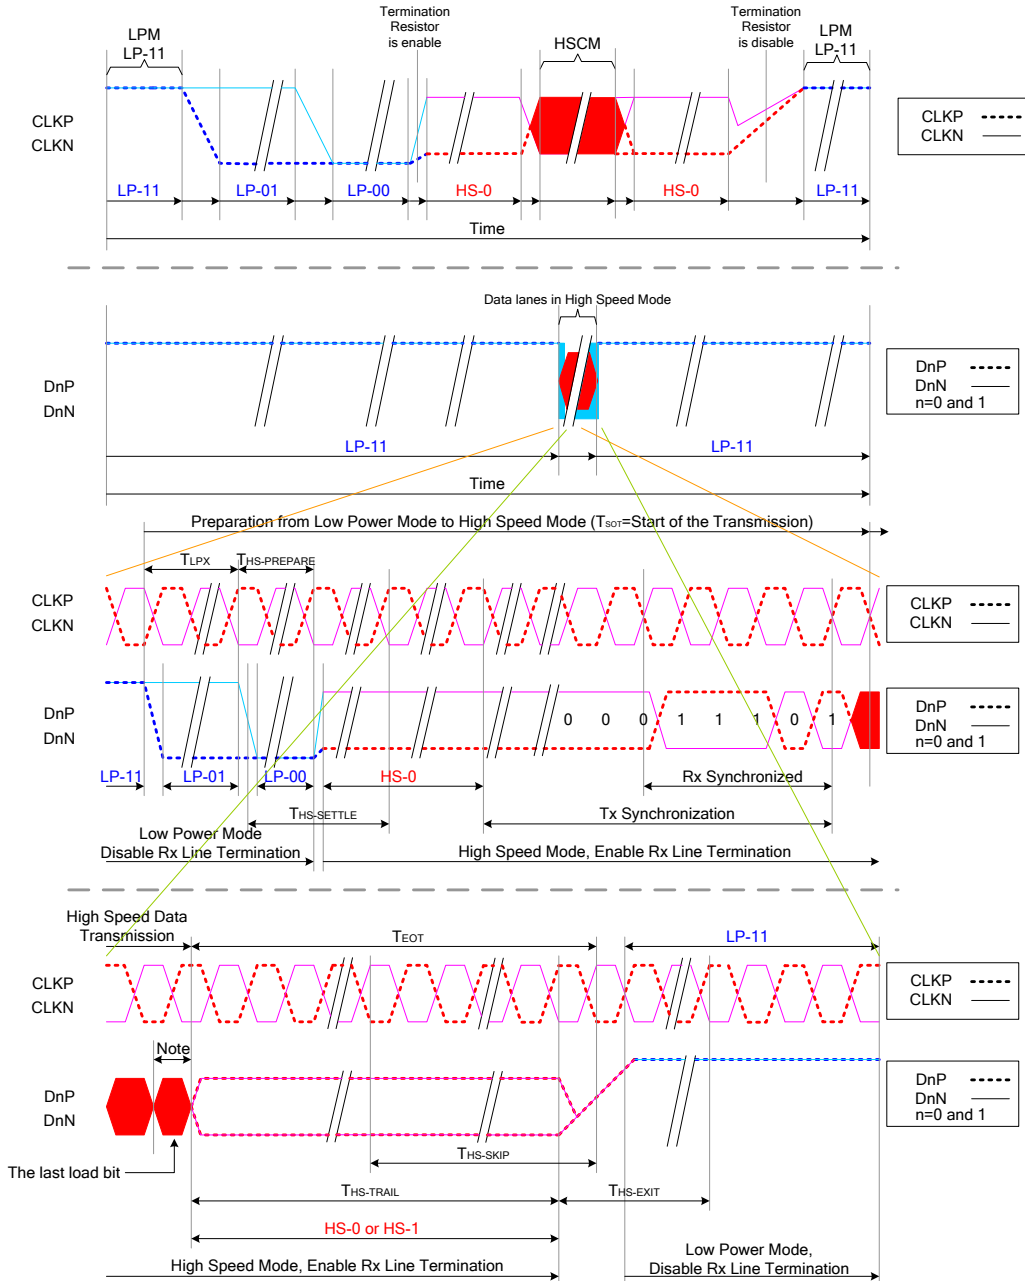 Termination
Resistor
is enable
Termination
Resistor
is disable
LPM
LP-11
HSCM
LPM
LP-11
CLKP
CLKN
CLKP
CLKN
LP-11
LP-01
LP-00
HS-0
HS-0
LP-11
Time
Data lanes in High Speed Mode
DnP
DnN
DnP
DnN
n=0 and 1
LP-11
LP-11
Time
Preparation from Low Power Mode to High Speed Mode (TSOT=Start of the Transmission)
TLPX
THS-PREPARE
CLKP
CLKN
CLKP
CLKN
DnP
DnN
0 0 0 1 1 1 0 1
DnP
DnN
n=0 and 1
LP-11
LP-01
LP-00
HS-0
Rx Synchronized
THS-SETTLE
Tx Synchronization
Low Power Mode
Disable Rx Line Termination
High Speed Mode, Enable Rx Line Termination
High Speed Data
Transmission
TEOT
LP-11
CLKP
CLKN
CLKP
CLKN
Note
DnP
DnN
DnP
DnN
n=0 and 1
The last load bit
THS-SKIP
THS-TRAIL
THS-EXIT
HS-0 or HS-1
High Speed Mode, Enable Rx Line Termination
Low Power Mode,
Disable Rx Line Termination